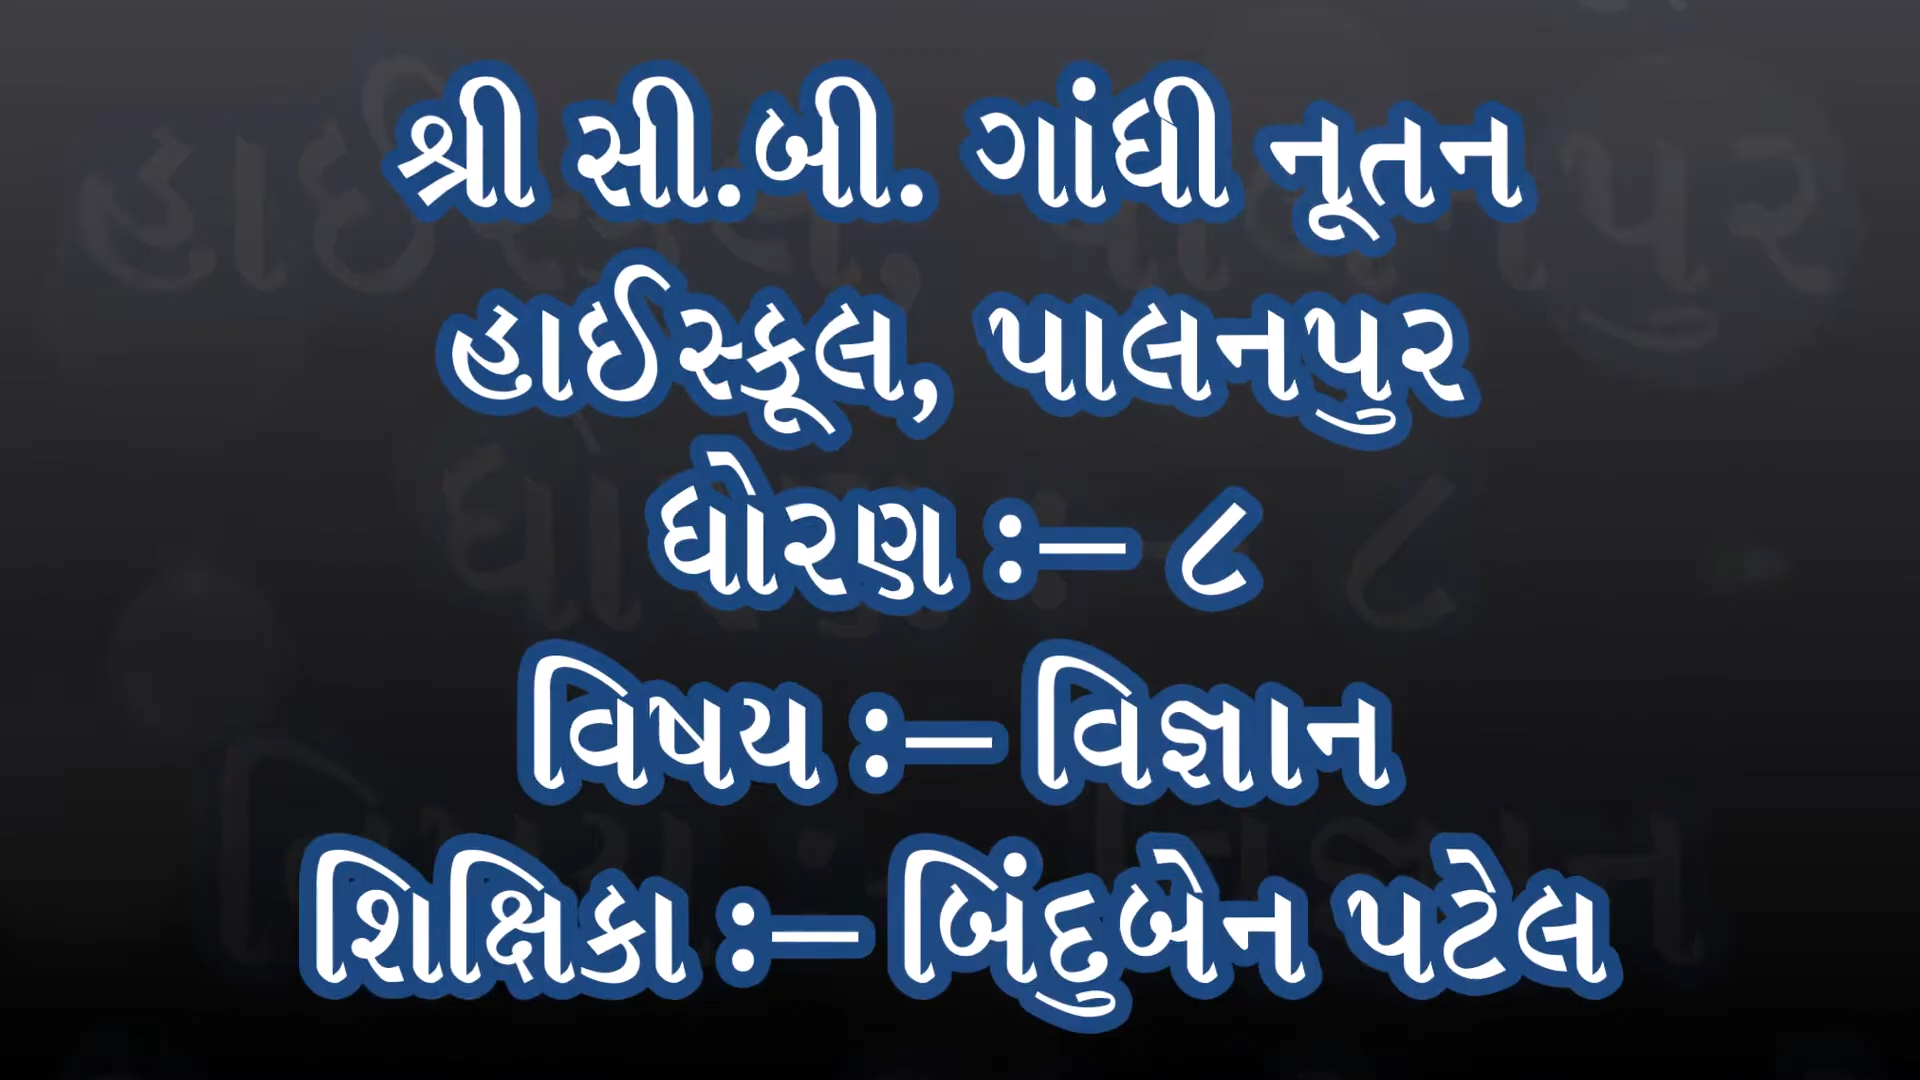 શ્રી સી.બી. ગાંધી નૂતન
હાઈસ્કૂલ, પાલનપુર
ધોરણ :– ૮
વિષય :– વિજ્ઞાન
શિક્ષિકા :– બિંદુબેન પટેલ